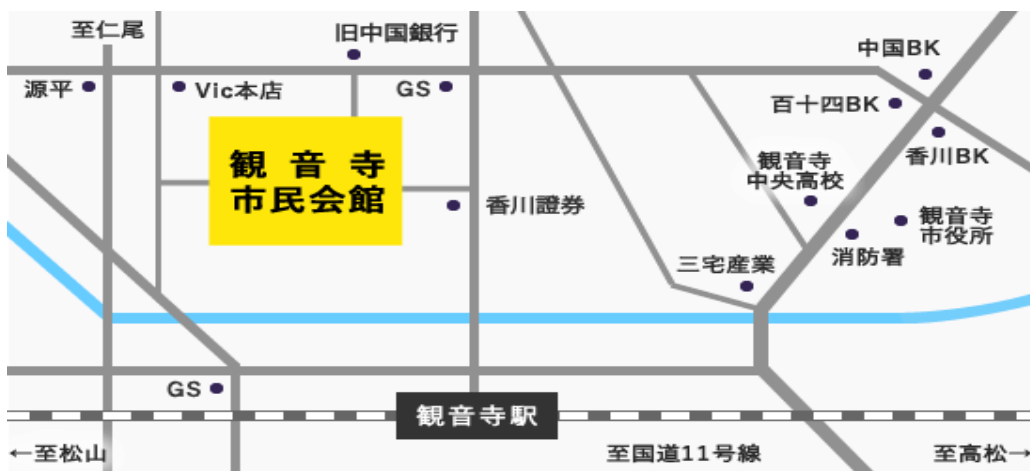 至仁尾
旧中国銀行
中国BK
源平
Vic本店
GS
百十四BK
観音寺
市民会館
観音寺
中央高校
香川BK
香川證券
観音寺
市役所
消防署
三宅産業
GS
観音寺駅
←至松山
至国道11号線
至高松→